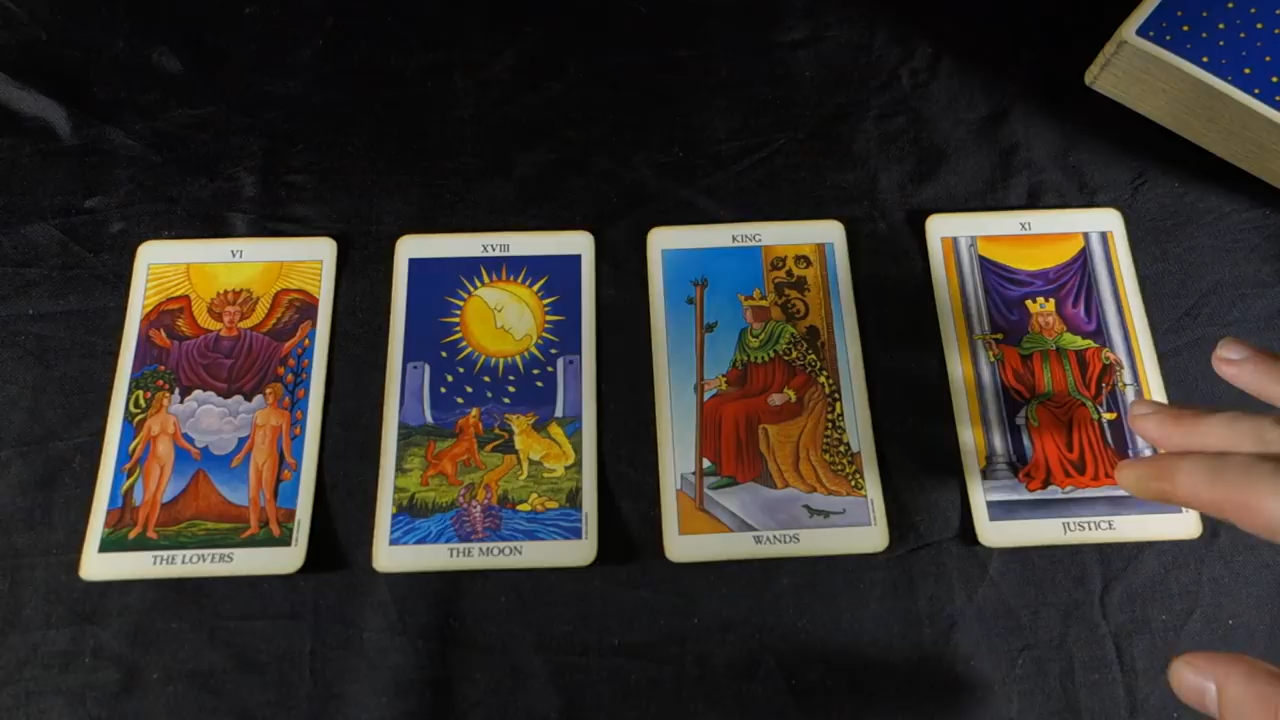 VI
THE LOVERS
XVIII
THE MOON
KING
WANDS
XI
JUSTICE